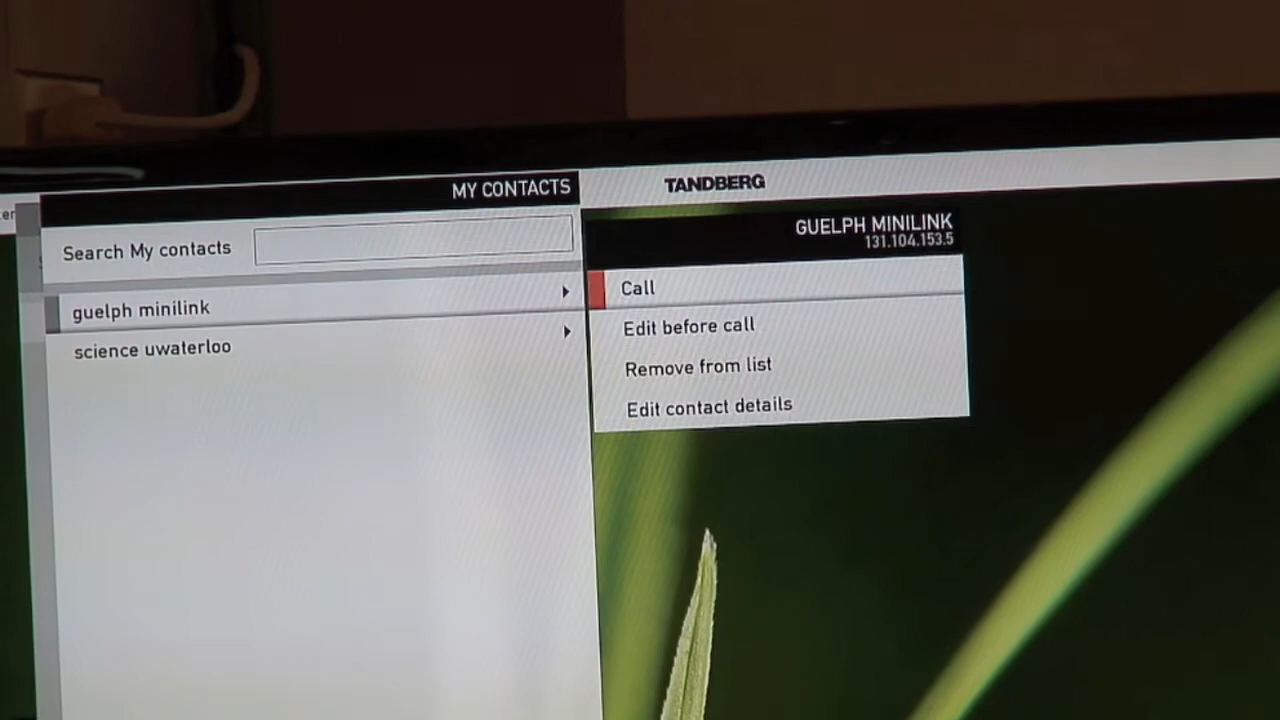 MY CONTACTS
Search My contacts
guelph minilink
science uwaterloo
TANDBERG
GUELPH MINILINK
131.104.153.5
Call
Edit before call
Remove from list
Edit contact details